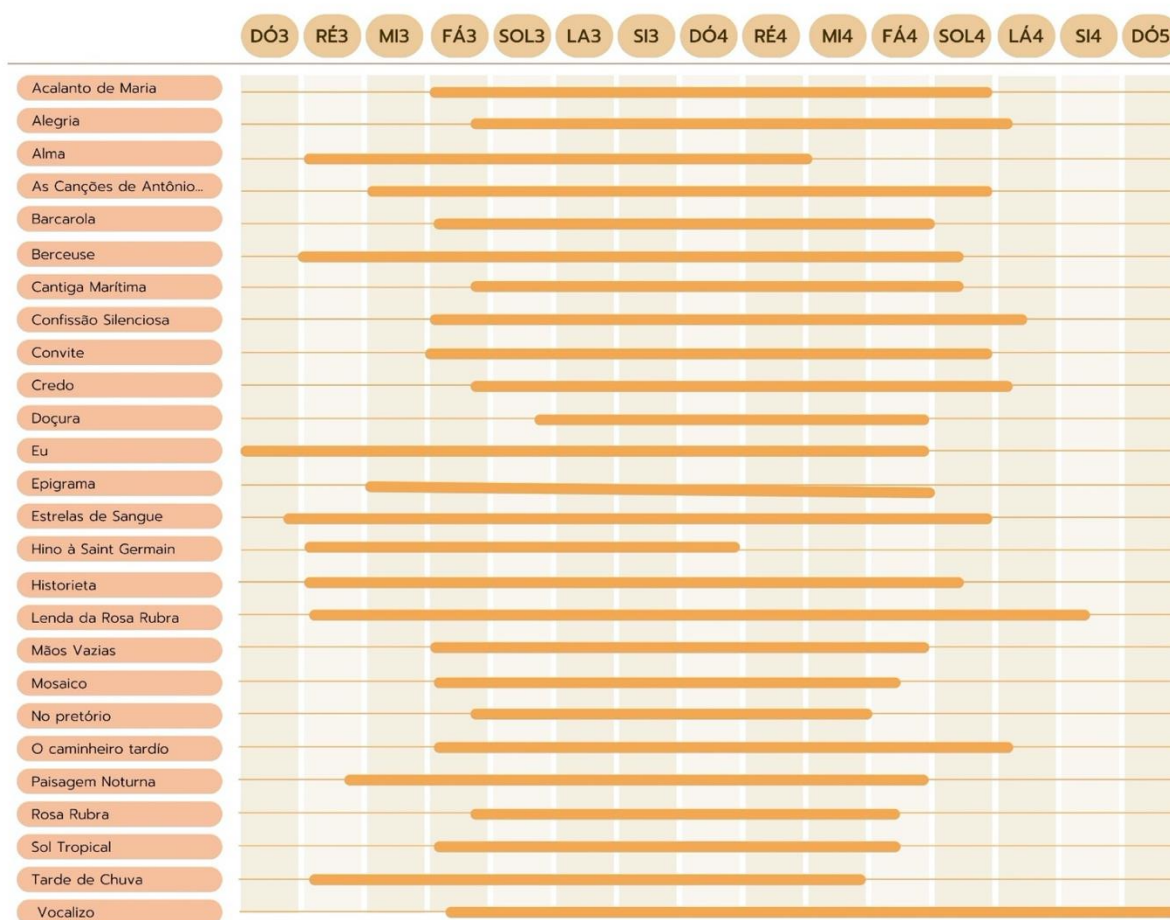 DÓ3 RÉ3 MI3 FÁ3 SOL3 LA3 SI3 DÓ4 RÉ4 MI4 FÁ4 SOL4 LÁ4 SI4 DÓ5
Acalanto de Maria
Alegria
Alma
As Canções de Antônio...
Barcarola
Berceuse
Cantiga Marítima
Confissão Silenciosa
Convite
Credo
Doçura
Eu
Epigrama
Estrelas de Sangue
Hino à Saint Germain
Historieta
Lenda da Rosa Rubra
Mãos Vazias
Mosaico
No pretório
O caminheiro tardío
Paisagem Noturna
Rosa Rubra
Sol Tropical
Tarde de Chuva
Vocalizo